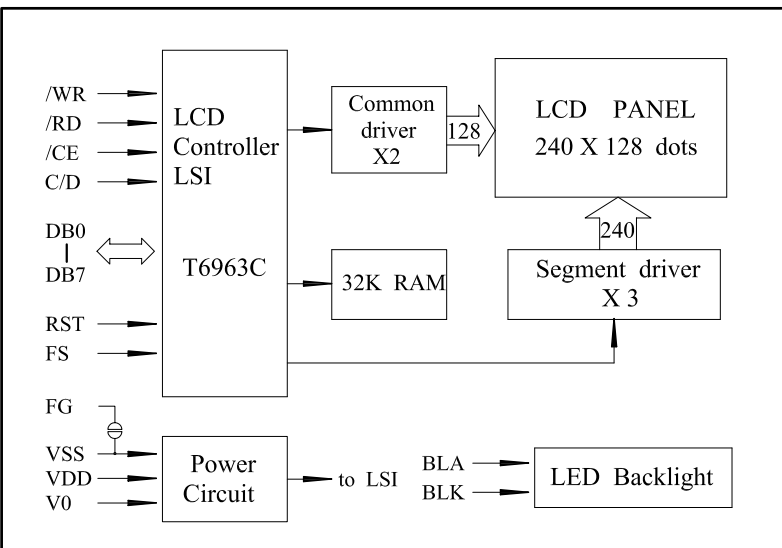 /WR
/RD
/CE
C/D
DB0
DB7
RST
FS
LCD
Controller
LSI
T6963C
Common
driver
X2
128
LCD PANEL
240 X 128 dots
240
32K RAM
Segment driver
X 3
FG
VSS
VDD
V0
Power
Circuit
to LSI
BLA
BLK
LED Backlight